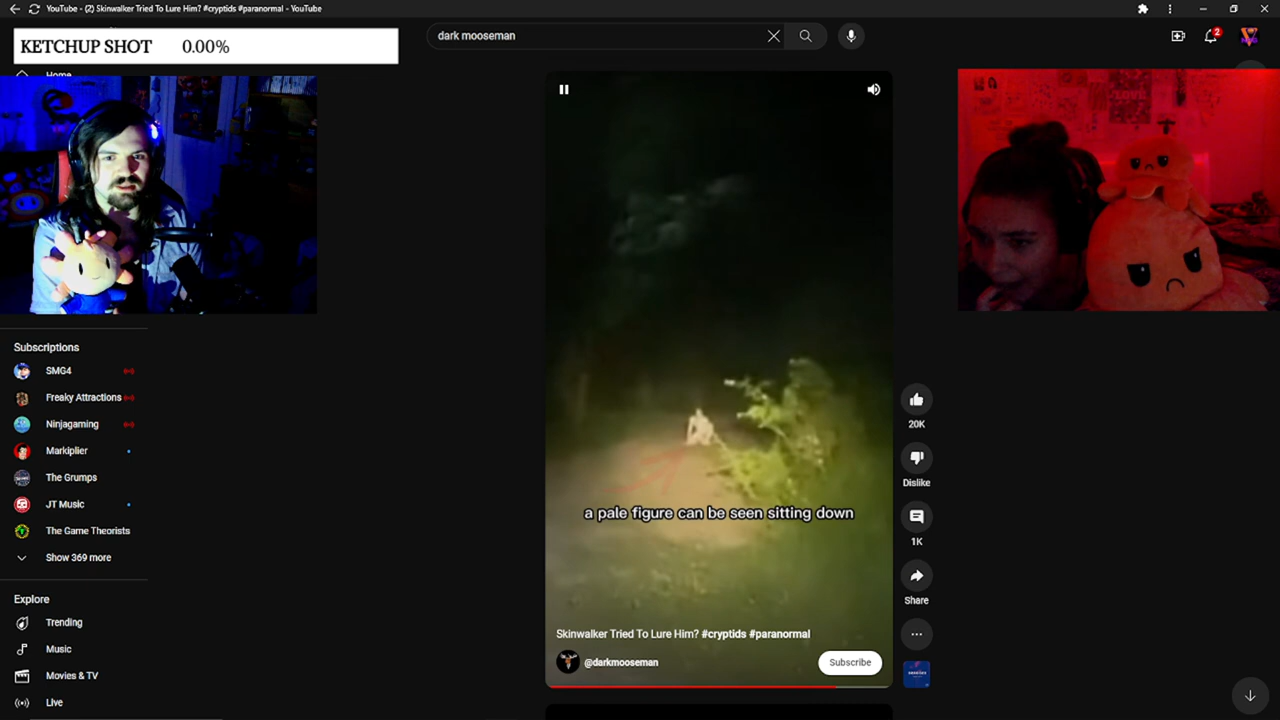 YouTube - (2) Skinwalker Tried To Lure Him? #cryptids #paranormal - YouTube
KETCHUP SHOT 0.00%
dark mooseman
2
Home
LOVE
Subscriptions
SMG4
Freaky Attractions
Ninjagaming
Markiplier
The Grumps
JT Music
The Game Theorists
Show 369 more
Explore
Trending
Music
Movies & TV
Live
a pale figure can be seen sitting down
Skinwalker Tried To Lure Him? #cryptids #paranormal
@darkmooseman
Subscribe
20K
Dislike
1K
Share